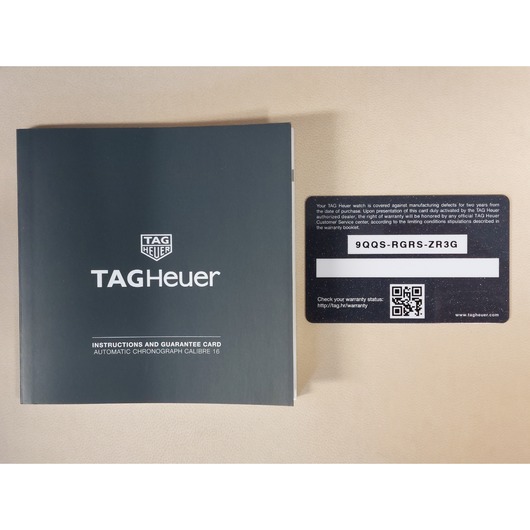 TAG
HEUER
TAGHeuer
INSTRUCTIONS AND GUARANTEE CARD
AUTOMATIC CHRONOGRAPH CALIBRE 16
Your TAG Heuer watch is covered against manufacturing defects for two years from
the date of purchase. Upon presentation of this card duly activated by the TAG Heuer
authorised dealer, the right of warranty will be honored by any official TAG Heuer
Customer Service center, according to the limiting conditions stipulations described in
the warranty booklet.
9QQS-RGRS-ZR3G
Check your warranty status:
http://tag.hr/warranty
www.tagheuer.com